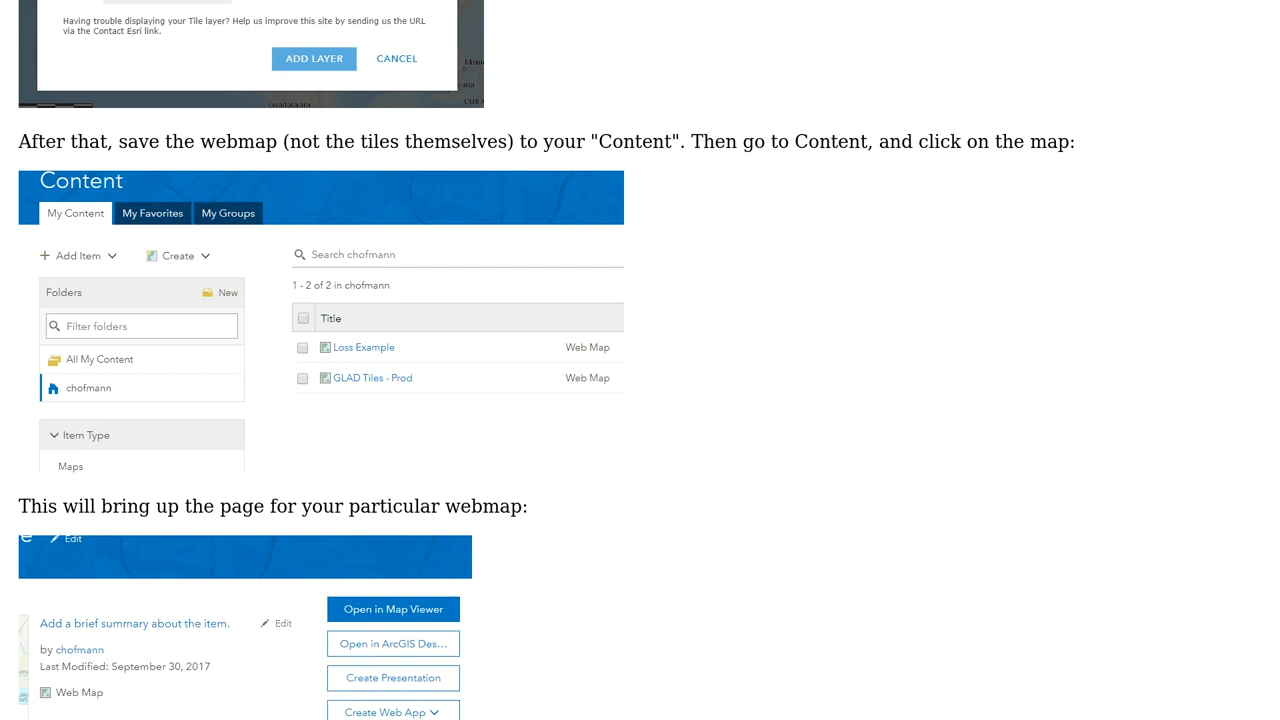 Having trouble displaying your Tile layer? Help us improve this site by sending us the URL
via the Contact Esri link.
ADD LAYER CANCEL
After that, save the webmap (not the tiles themselves) to your "Content". Then go to Content, and click on the map:
Content
My Content My Favorites My Groups
Add Item Create
Search chofmann
1 - 2 of 2 in chofmann
Folders New
Title
Filter folders
Loss Example Web Map
All My Content
GLAD Tiles - Prod Web Map
chofmann
Item Type
Maps
This will bring up the page for your particular webmap:
e Edit
Open in Map Viewer
Add a brief summary about the item. Edit
Open in ArcGIS Des...
by chofmann
Last Modified: September 30, 2017
Create Presentation
Web Map
Create Web App